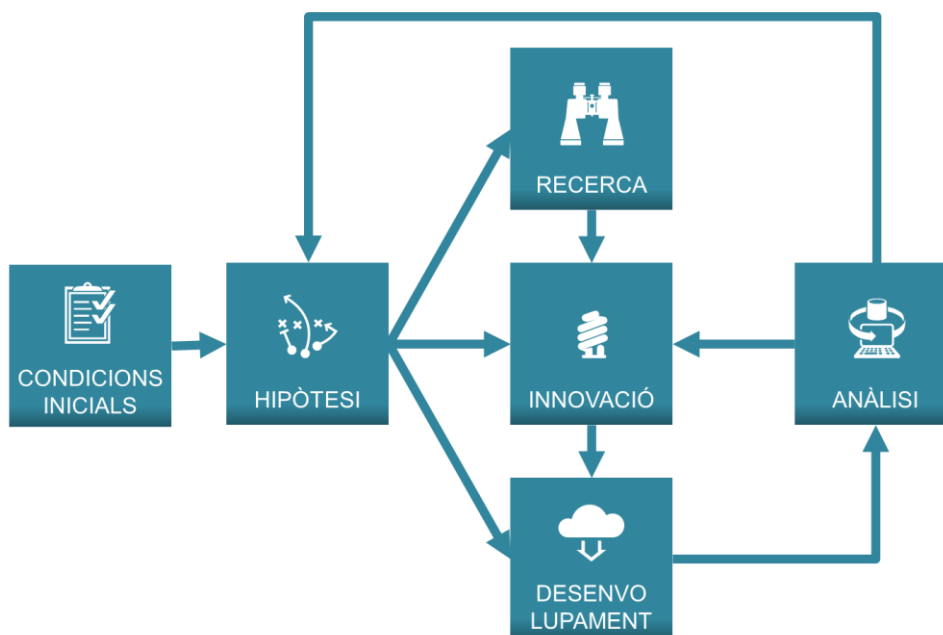 RECERCA
CONDICIONS
INICIALS
HIPÒTESI
INNOVACIÓ
ANÀLISI
DESENVO
LUPAMENT